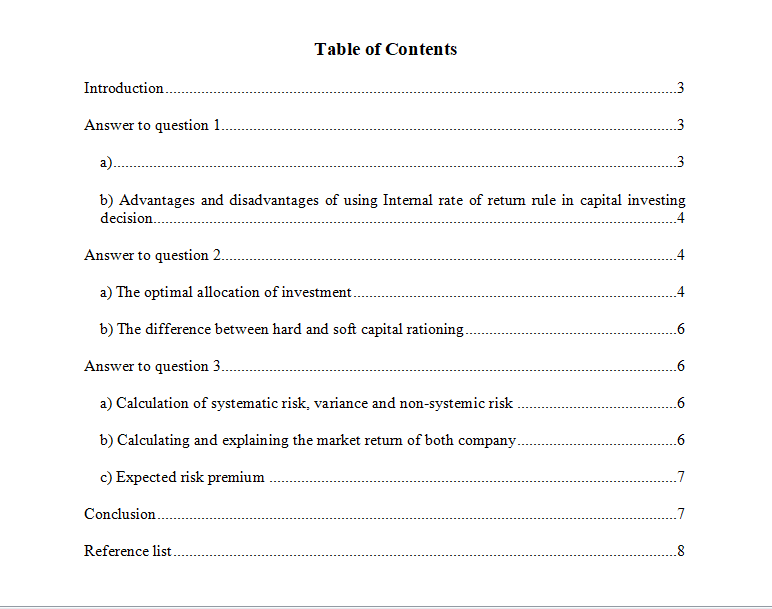 Table of Contents
Introduction..........3
Answer to question 1..........3
a)..........3
b) Advantages and disadvantages of using Internal rate of return rule in capital investing
decision..........4
Answer to question 2..........4
a) The optimal allocation of investment..........4
b) The difference between hard and soft capital rationing..........6
Answer to question 3..........6
a) Calculation of systematic risk, variance and non-systemic risk ..........6
b) Calculating and explaining the market return of both company..........6
c) Expected risk premium ..........7
Conclusion..........7
Reference list..........8